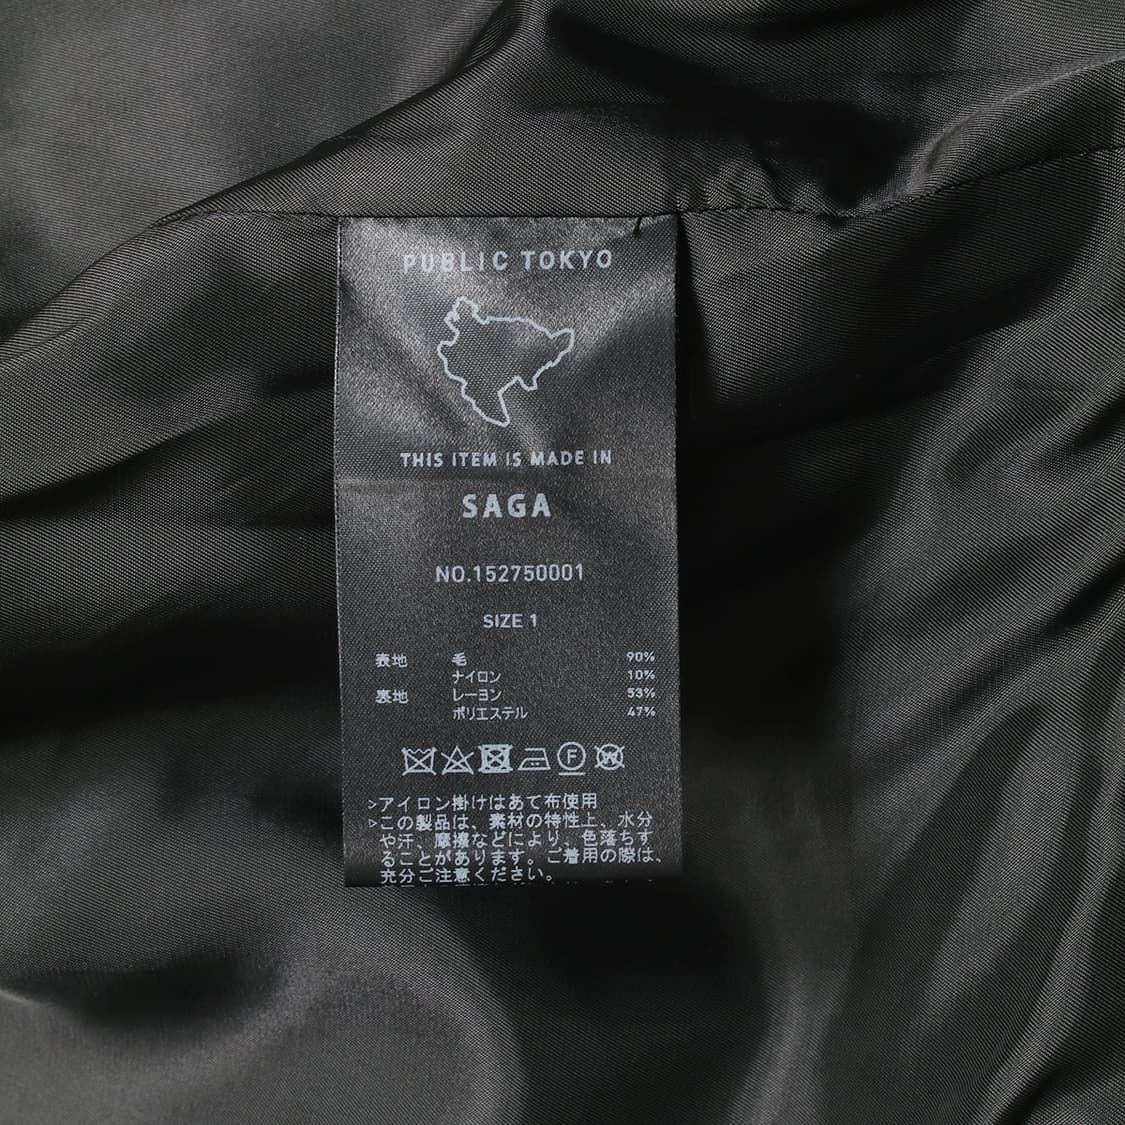 PUBLIC TOKYO
THIS ITEM IS MADE IN
SAGA
NO.152750001
SIZE 1
表地 毛 90%
ナイロン 10%
裏地 レーヨン 53%
ポリエステル 47%
F W
>アイロン掛けはあて布使用
>この製品は、素材の特性上、水分
や汗、摩擦などにより、色落ちす
ることがあります。ご着用の際は、
充分ご注意ください。